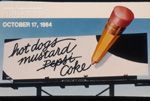 OCTOBER 17, 1984
hot dogs
mustard
Pepsi
Coke